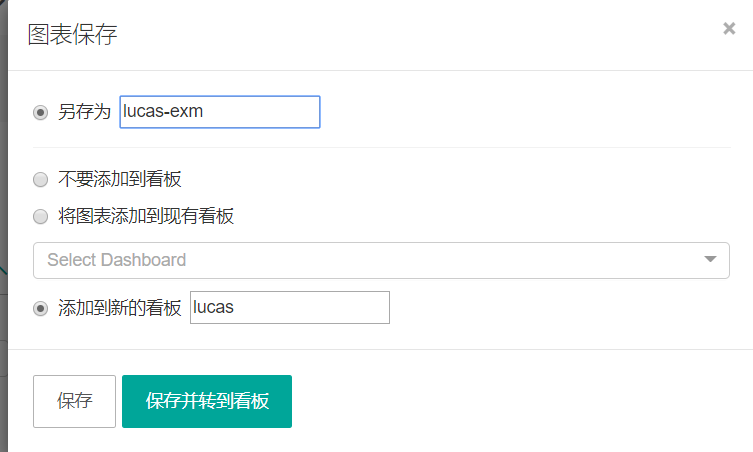 图表保存 ×
另存为 lucas-exm
不要添加到看板
将图表添加到现有看板
Select Dashboard
添加到新的看板 lucas
保存 保存并转到看板